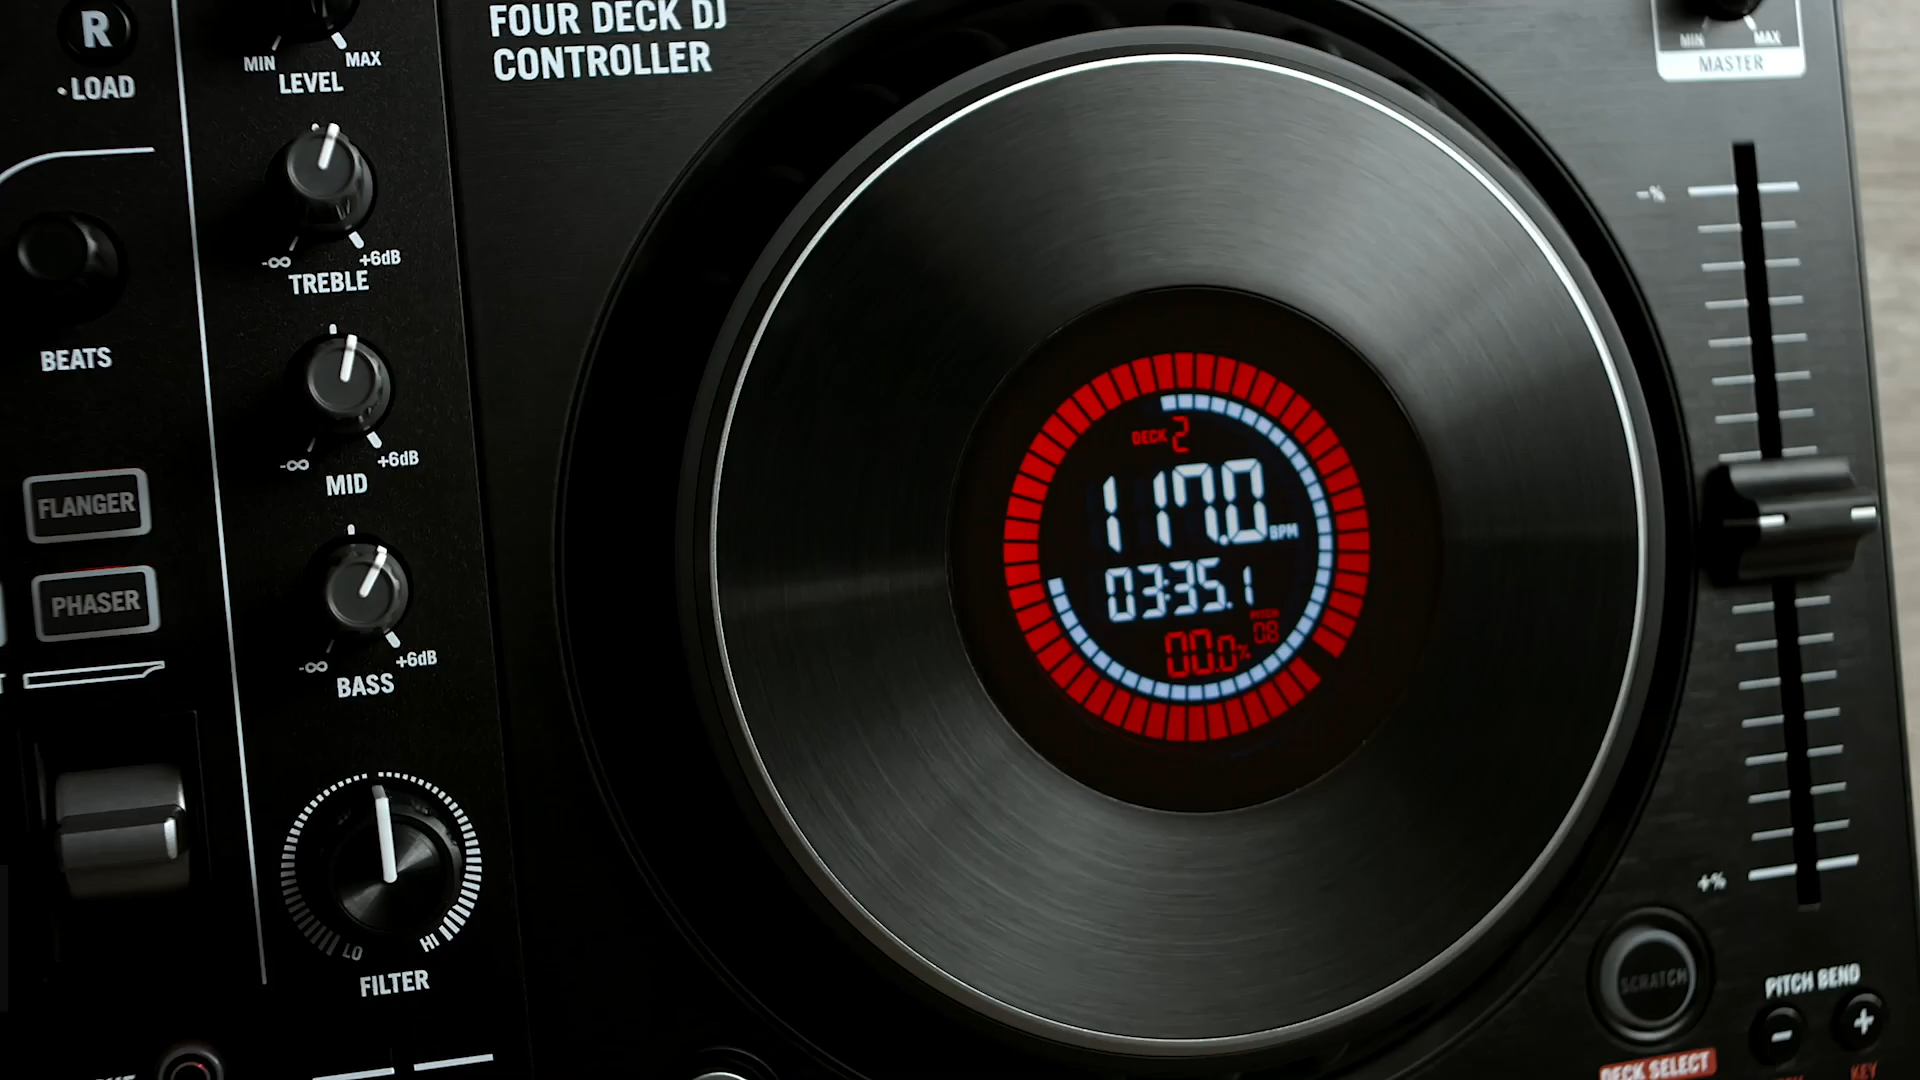 R
LOAD
MIN MAX
LEVEL
FOUR DECK DJ
CONTROLLER
MIN MAX
MASTER
-∞ +6dB
TREBLE
BEATS
-∞ +6dB
MID
FLANGER
PHASER
-∞ +6dB
BASS
LO HI
FILTER
DECK 2
117.0 BPM
03:35.1
PITCH
00.0% 08
-%
+%
SCRATCH
PITCH BEND
- +
DECK SELECT
KEY